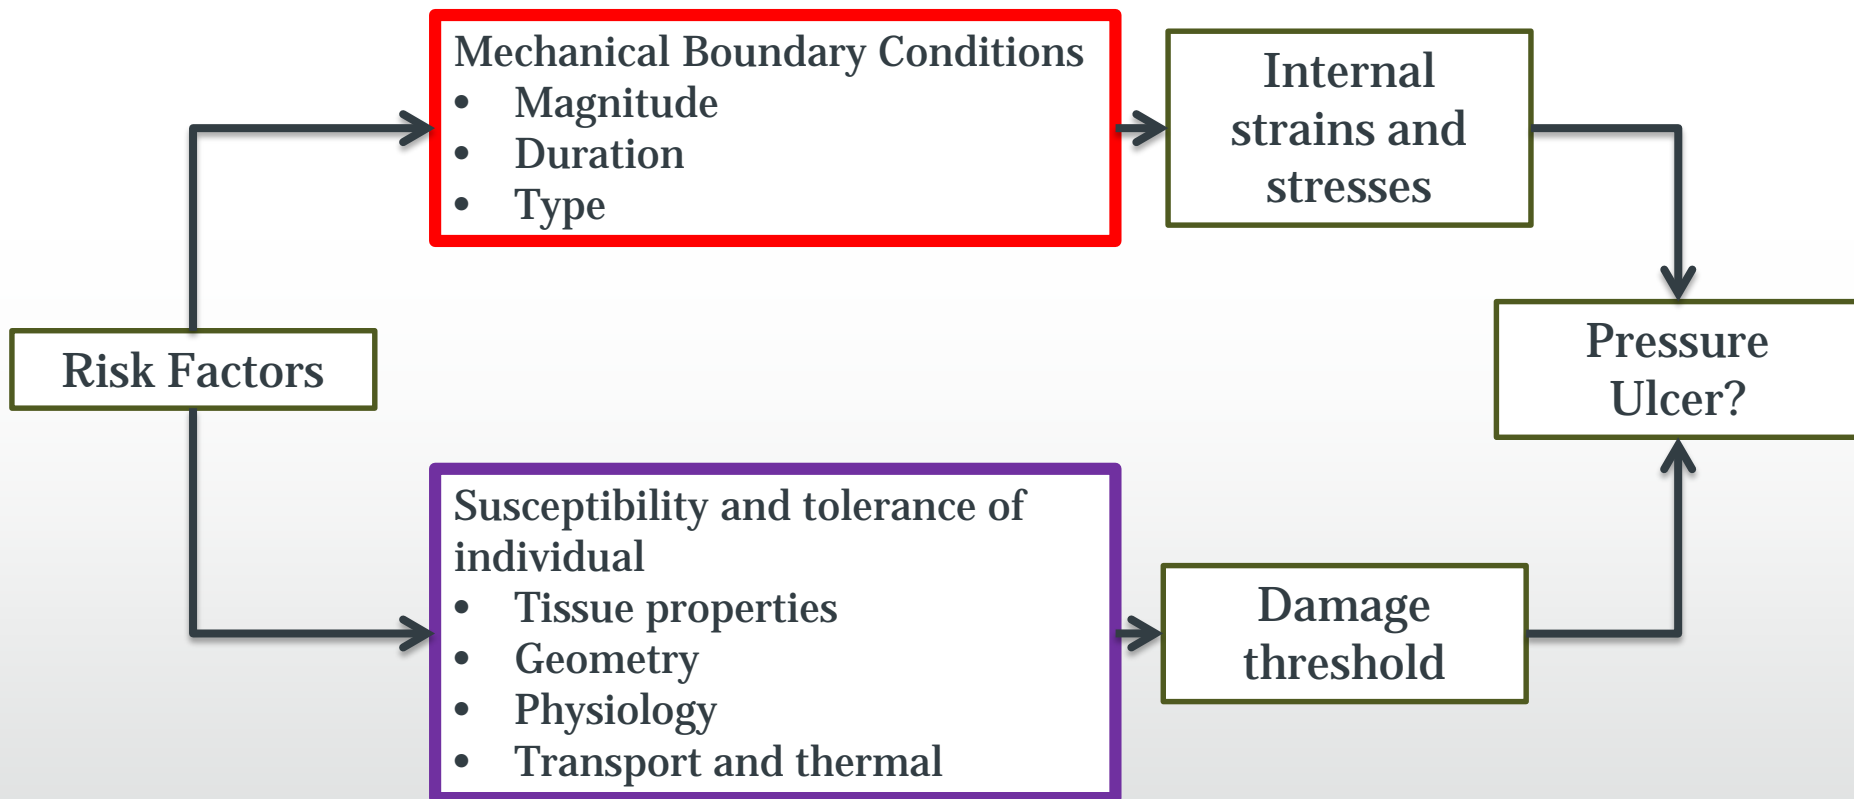 Mechanical Boundary Conditions
• Magnitude
• Duration
• Type
Internal
strains and
stresses
Risk Factors
Pressure
Ulcer?
Susceptibility and tolerance of
individual
• Tissue properties
• Geometry
• Physiology
• Transport and thermal
Damage
threshold